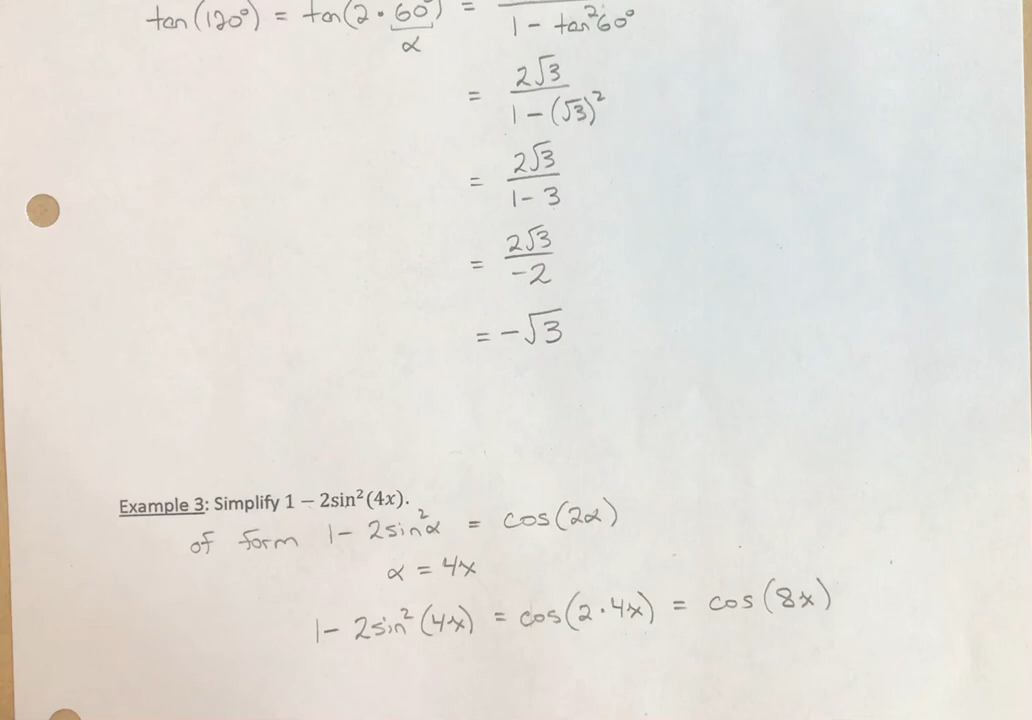 tan(120°) = tan(2 · 60°) = 
α
1 - tan²60°
= 2√3 / 1 - (√3)²
= 2√3 / 1 - 3
= 2√3 / -2
= -√3
Example 3: Simplify 1 − 2sin²(4x).
of form 1 - 2sin²α = cos(2α)
α = 4x
1 - 2sin²(4x) = cos(2·4x) = cos(8x)